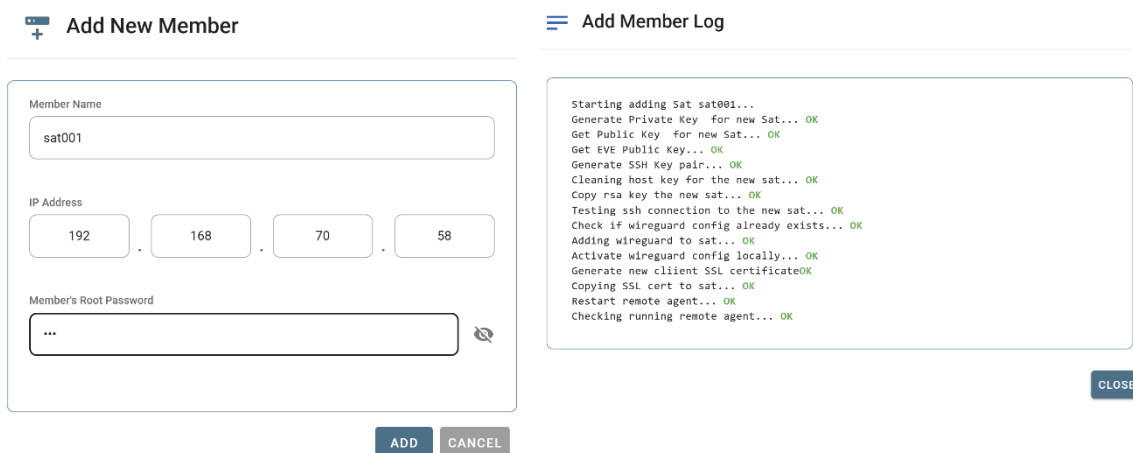 Add New Member
Member Name
sat001
IP Address
192 . 168 . 70 . 58
Member's Root Password
•••
ADD CANCEL
Add Member Log
Starting adding Sat sat001...
Generate Private Key  for new Sat... OK
Get Public Key  for new Sat... OK
Get EVE Public Key... OK
Generate SSH Key pair... OK
Cleaning host key for the new sat... OK
Copy rsa key the new sat... OK
Testing ssh connection to the new sat... OK
Check if wireguard config already exists... OK
Adding wireguard to sat... OK
Activate wireguard config locally... OK
Generate new cliient SSL certificateOK
Copying SSL cert to sat... OK
Restart remote agent... OK
Checking running remote agent... OK
CLOSE